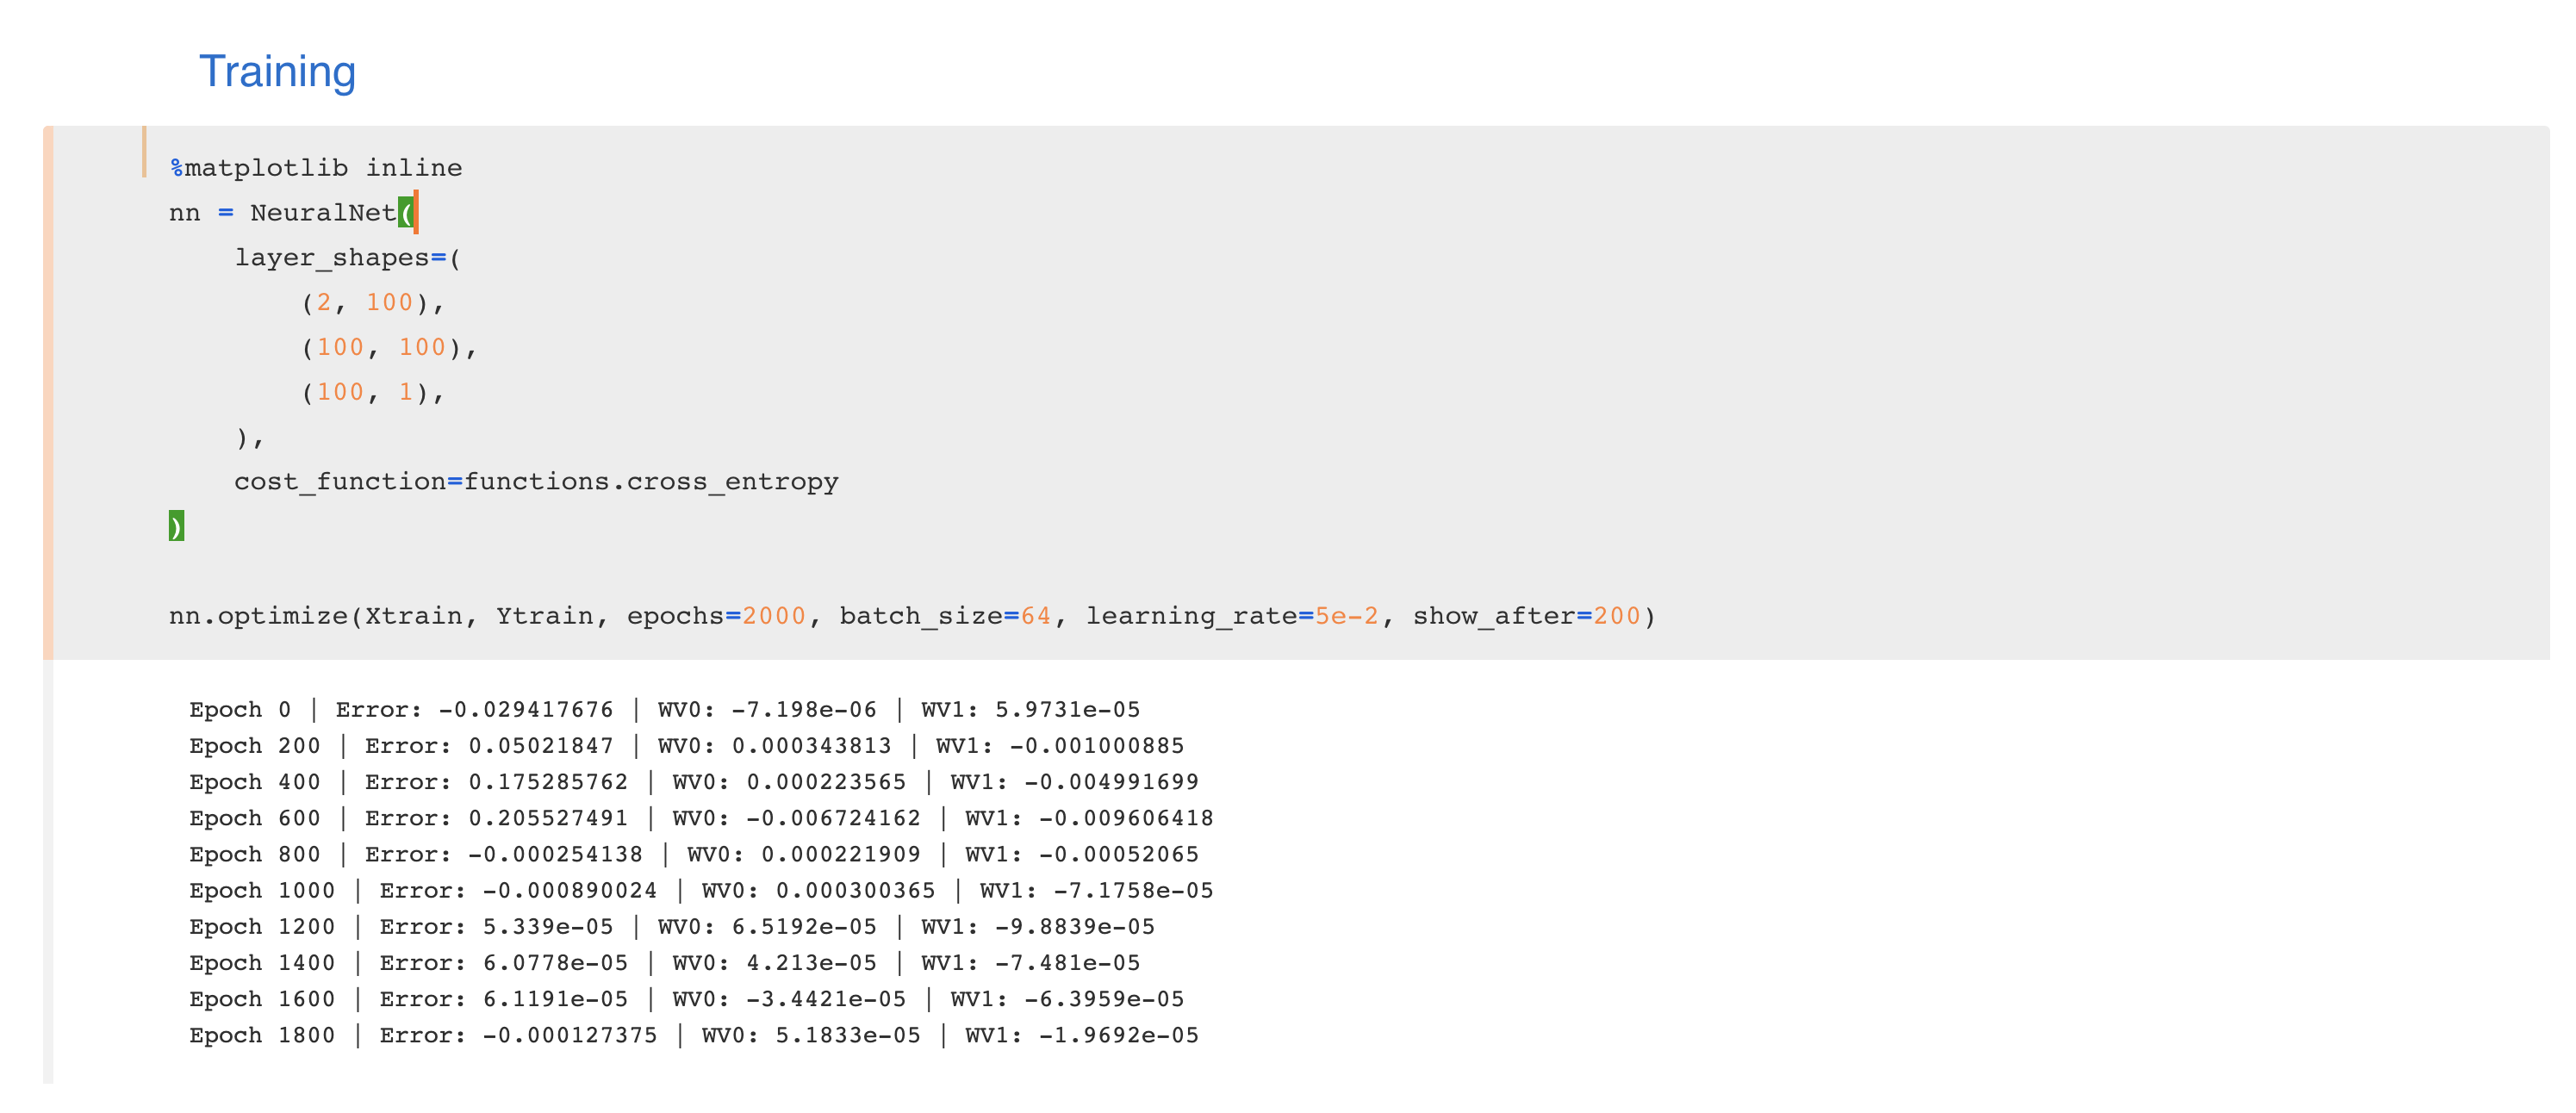 Training
%matplotlib inline
nn = NeuralNet(
    layer_shapes=(
        (2, 100),
        (100, 100),
        (100, 1),
    ),
    cost_function=functions.cross_entropy
)
nn.optimize(Xtrain, Ytrain, epochs=2000, batch_size=64, learning_rate=5e-2, show_after=200)
Epoch 0 | Error: -0.029417676 | WV0: -7.198e-06 | WV1: 5.9731e-05
Epoch 200 | Error: 0.05021847 | WV0: 0.000343813 | WV1: -0.001000885
Epoch 400 | Error: 0.175285762 | WV0: 0.000223565 | WV1: -0.004991699
Epoch 600 | Error: 0.205527491 | WV0: -0.006724162 | WV1: -0.009606418
Epoch 800 | Error: -0.000254138 | WV0: 0.000221909 | WV1: -0.00052065
Epoch 1000 | Error: -0.000890024 | WV0: 0.000300365 | WV1: -7.1758e-05
Epoch 1200 | Error: 5.339e-05 | WV0: 6.5192e-05 | WV1: -9.8839e-05
Epoch 1400 | Error: 6.0778e-05 | WV0: 4.213e-05 | WV1: -7.481e-05
Epoch 1600 | Error: 6.1191e-05 | WV0: -3.4421e-05 | WV1: -6.3959e-05
Epoch 1800 | Error: -0.000127375 | WV0: 5.1833e-05 | WV1: -1.9692e-05